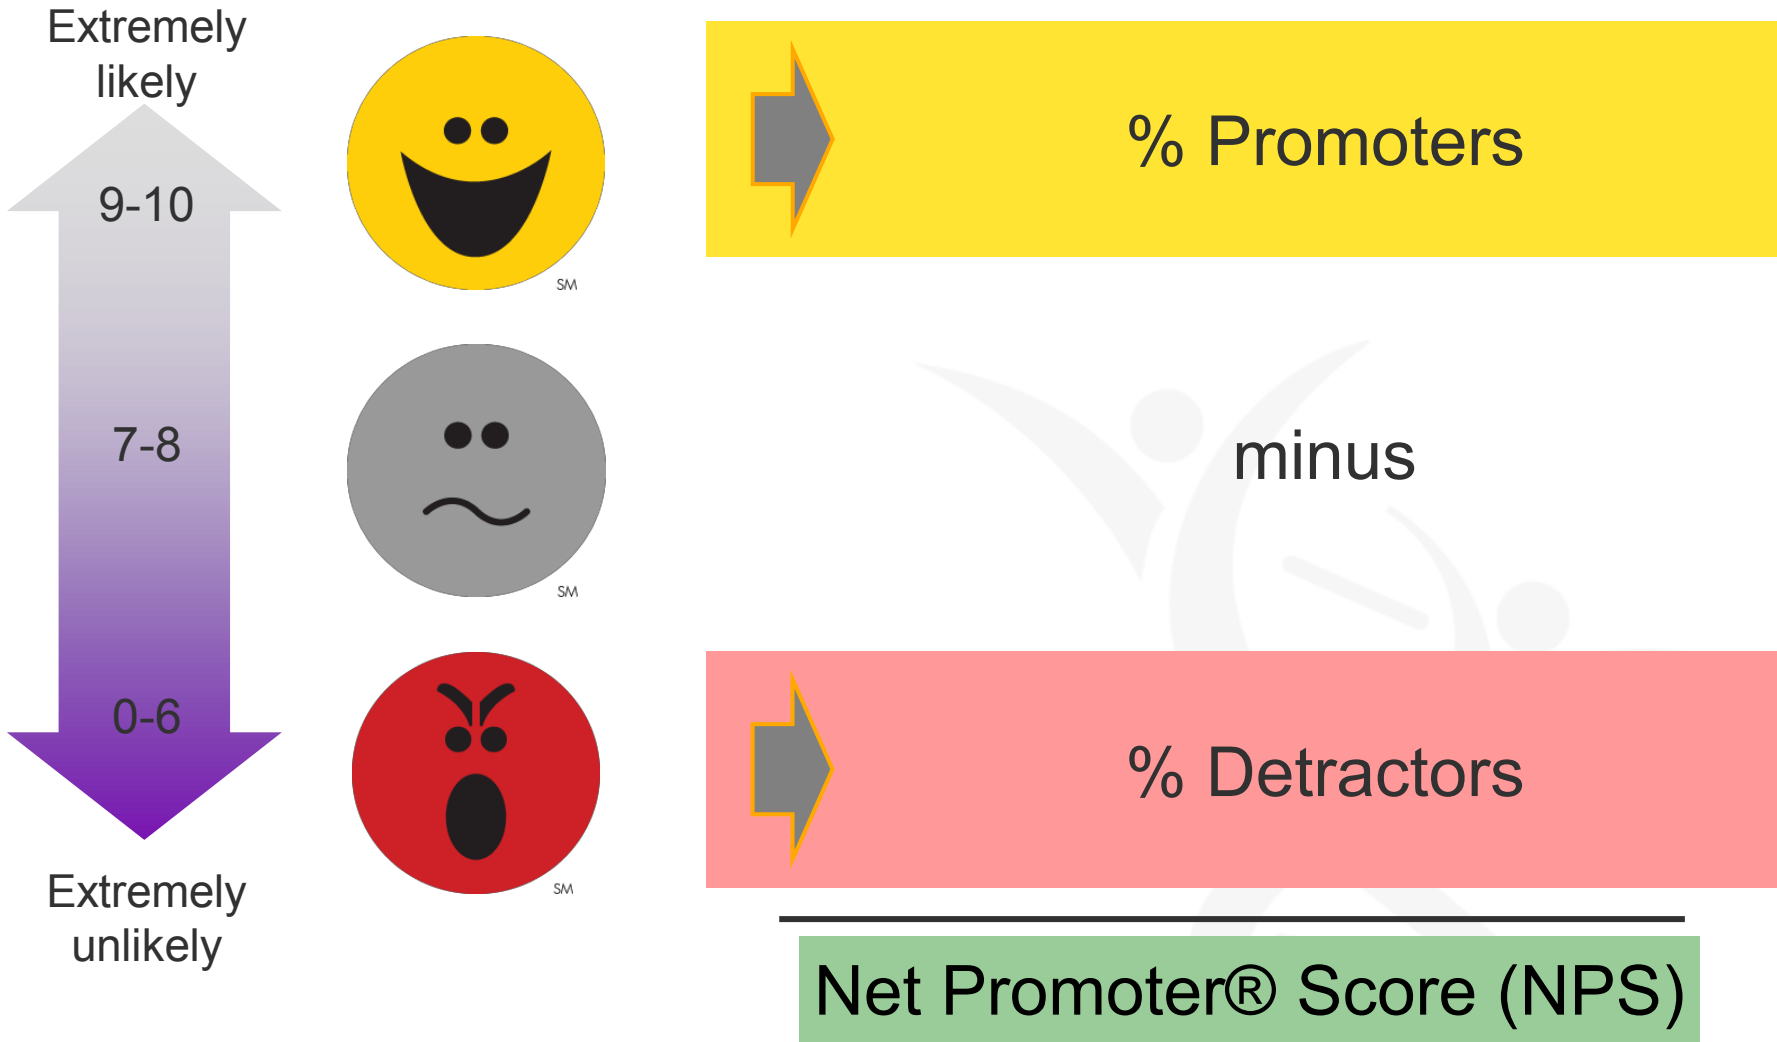 Extremely
likely
9-10
7-8
0-6
Extremely
unlikely
SM
SM
SM
% Promoters
minus
% Detractors
Net Promoter® Score (NPS)